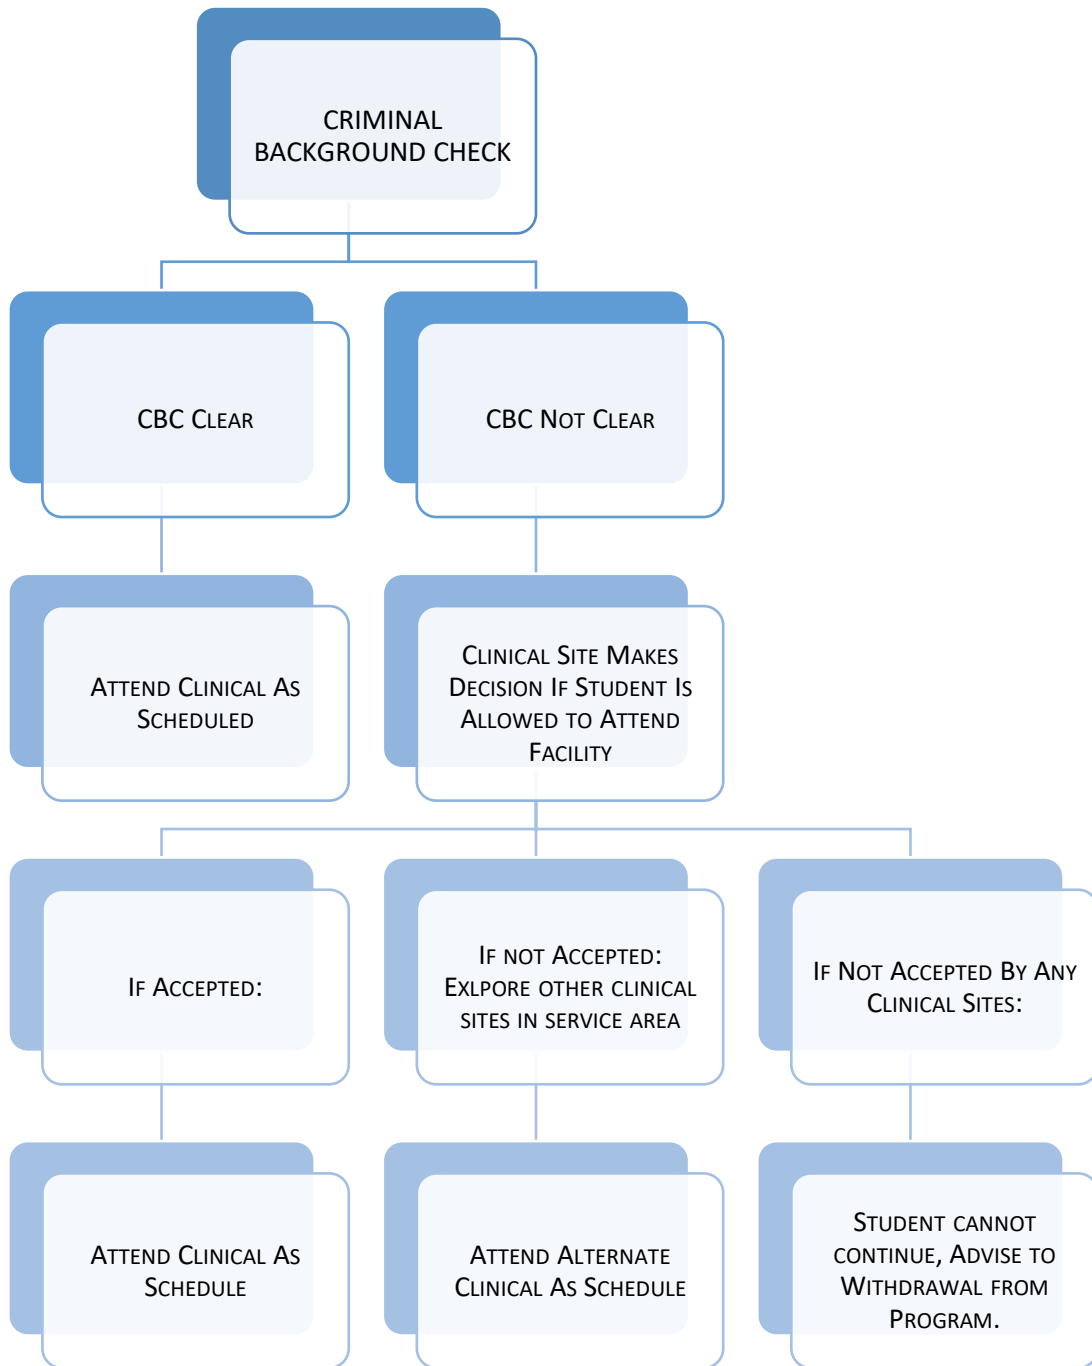 CRIMINAL
BACKGROUND CHECK
CBC CLEAR
CBC NOT CLEAR
ATTEND CLINICAL AS
SCHEDULED
CLINICAL SITE MAKES
DECISION IF STUDENT IS
ALLOWED TO ATTEND
FACILITY
IF ACCEPTED:
IF NOT ACCEPTED:
EXLPORE OTHER CLINICAL
SITES IN SERVICE AREA
IF NOT ACCEPTED BY ANY
CLINICAL SITES:
ATTEND CLINICAL AS
SCHEDULE
ATTEND ALTERNATE
CLINICAL AS SCHEDULE
STUDENT CANNOT
CONTINUE, ADVISE TO
WITHDRAWAL FROM
PROGRAM.